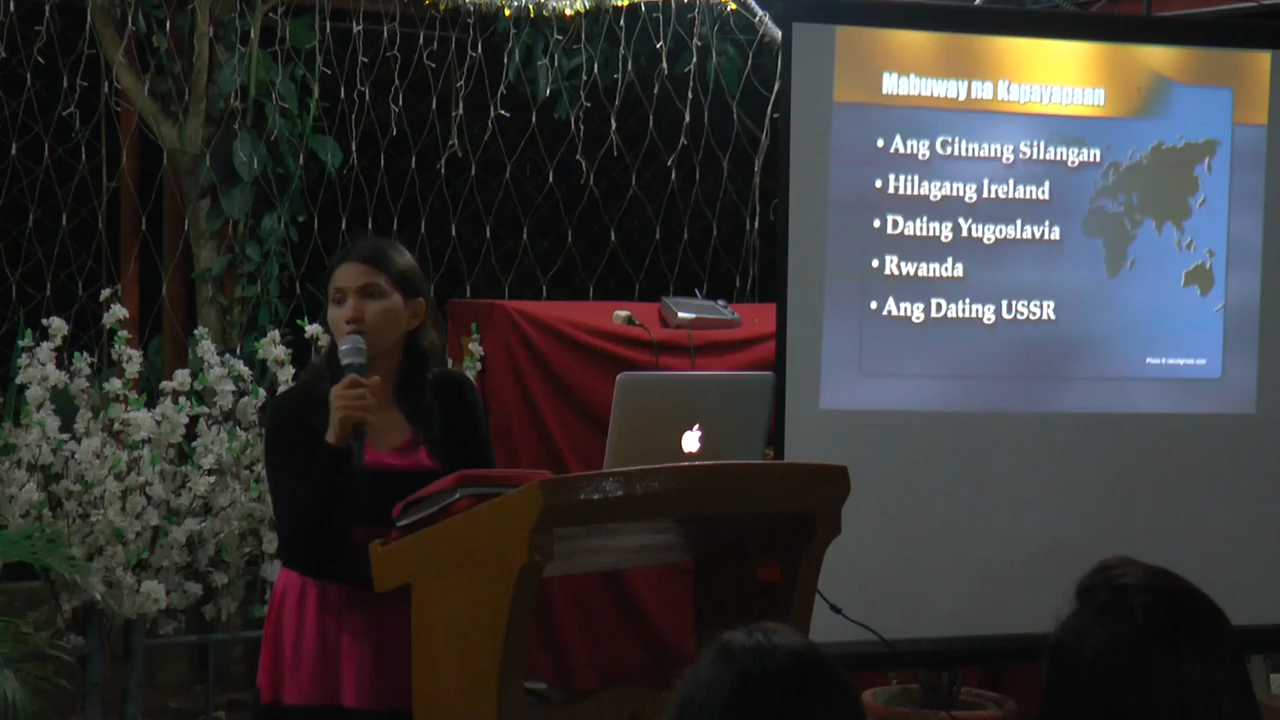 Mabuway na Kapayapaan
• Ang Gitnang Silangan
• Hilagang Ireland
• Dating Yugoslavia
• Rwanda
• Ang Dating USSR